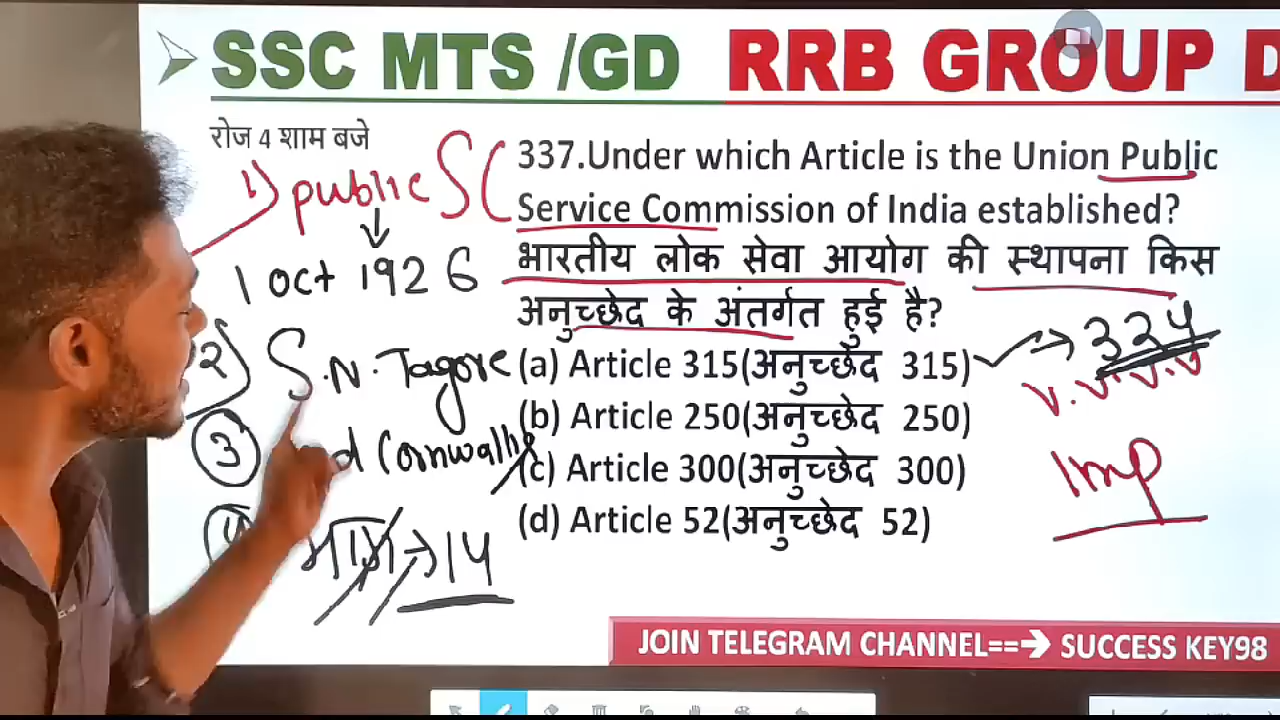 SSC MTS /GD RRB GROUP D
रोज 4 शाम बजे
337.Under which Article is the Union Public
Service Commission of India established?
भारतीय लोक सेवा आयोग की स्थापना किस
अनुच्छेद के अंतर्गत हुई है?
(a) Article 315(अनुच्छेद 315)
(b) Article 250(अनुच्छेद 250)
(c) Article 300(अनुच्छेद 300)
(d) Article 52(अनुच्छेद 52)
1) public SC
1 oct 1926
2) S.N. Tagore
3 Cornwallis
भाग → 14
→ 324
V.V.V.V
Imp
JOIN TELEGRAM CHANNEL==➔ SUCCESS KEY98